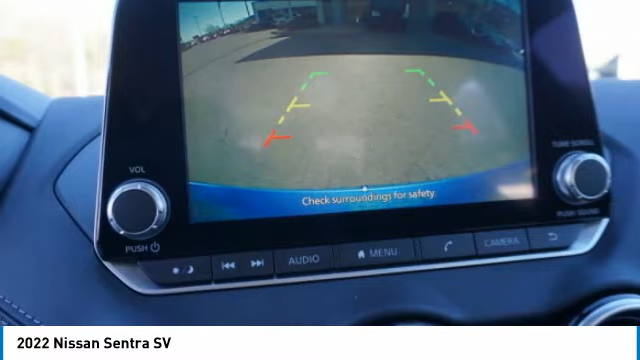 Check surroundings for safety.
VOL
PUSH
TUNE·SCROLL
PUSH SOUND
AUDIO
MENU
CAMERA
2022 Nissan Sentra SV